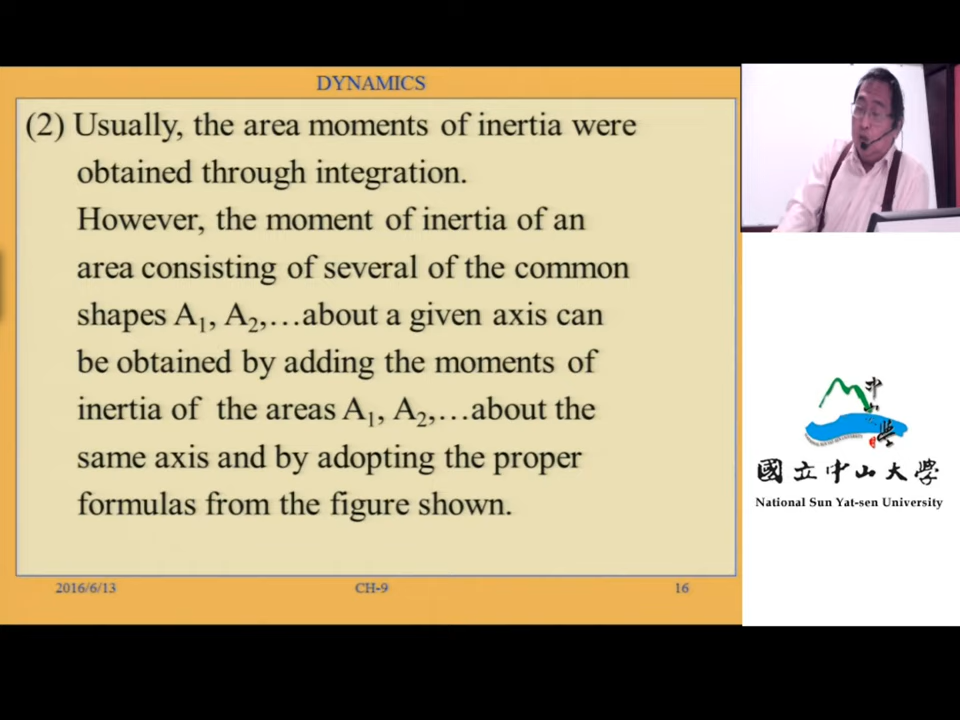 DYNAMICS
(2) Usually, the area moments of inertia were
obtained through integration.
However, the moment of inertia of an
area consisting of several of the common
shapes A₁, A₂,…about a given axis can
be obtained by adding the moments of
inertia of the areas A₁, A₂,…about the
same axis and by adopting the proper
formulas from the figure shown.
2016/6/13
CH-9
16
國立中山大學
National Sun Yat-sen University